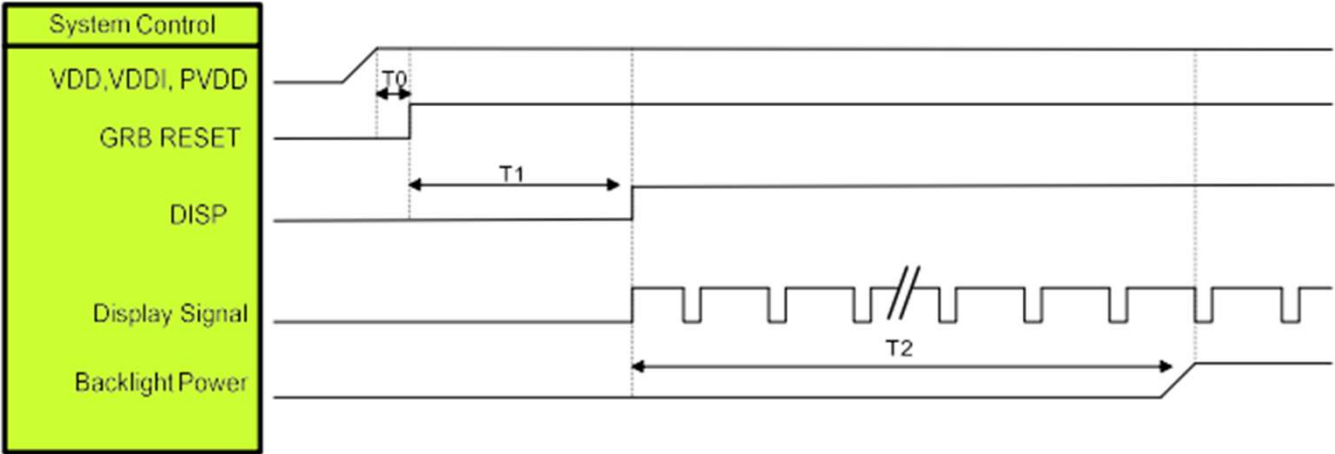 System Control
VDD,VDDI, PVDD
T0
GRB RESET
T1
DISP
Display Signal
T2
Backlight Power